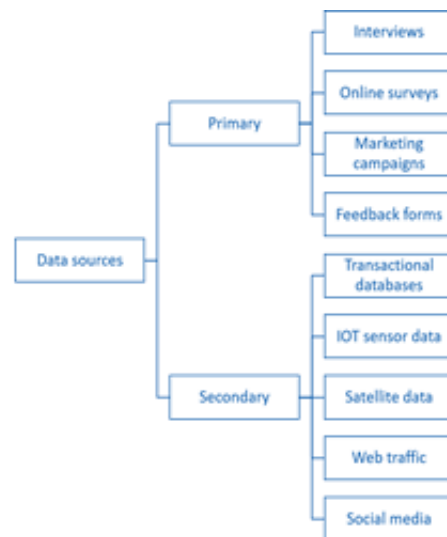 Interviews
Online surveys
Primary
Marketing
campaigns
Feedback forms
Data sources
Transactional
databases
IOT sensor data
Secondary
Satellite data
Web traffic
Social media